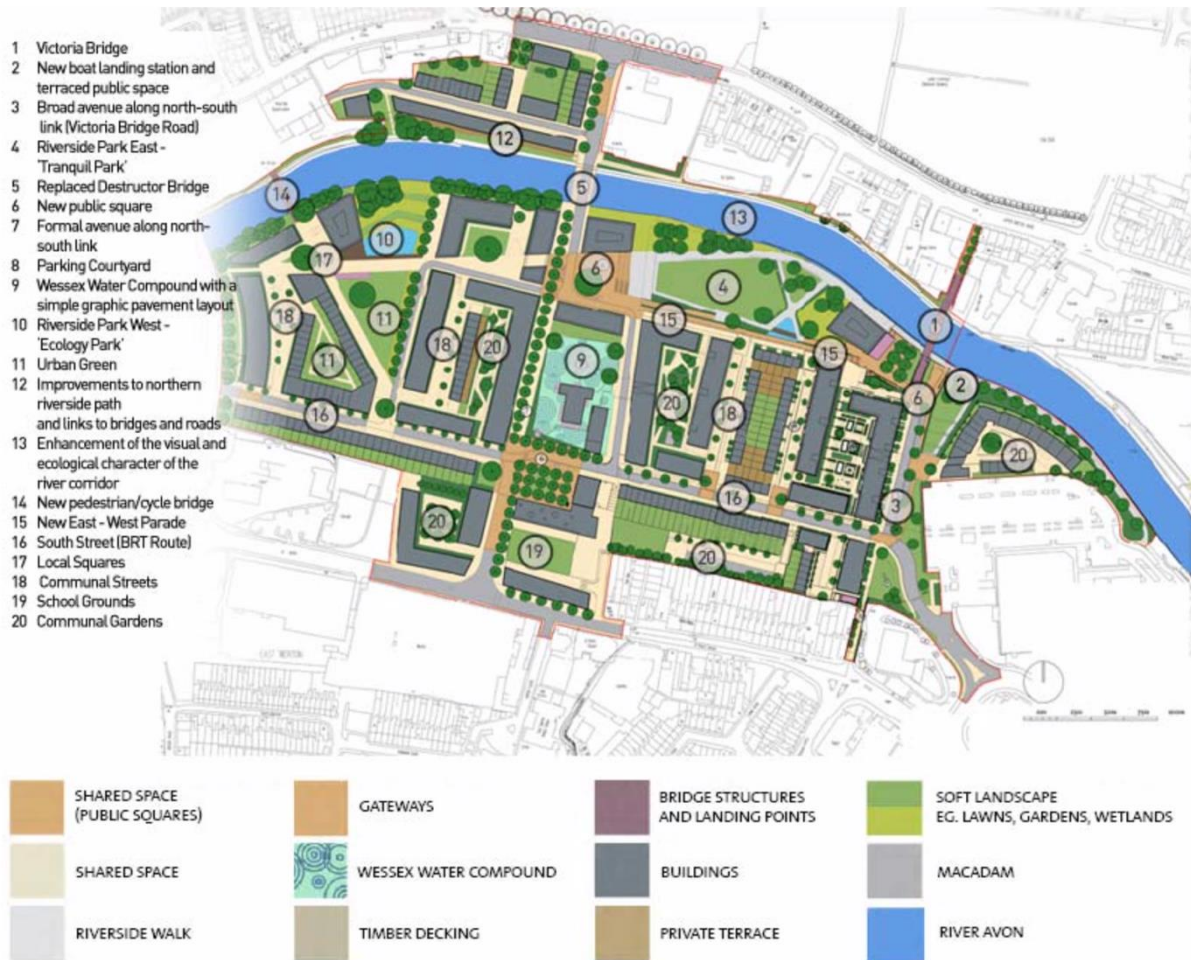 1 Victoria Bridge
2 New boat landing station and
terraced public space
3 Broad avenue along north-south
link (Victoria Bridge Road)
4 Riverside Park East -
'Tranquil Park'
5 Replaced Destructor Bridge
6 New public square
7 Formal avenue along north-
south link
8 Parking Courtyard
9 Wessex Water Compound with a
simple graphic pavement layout
10 Riverside Park West -
'Ecology Park'
11 Urban Green
12 Improvements to northern
riverside path
and links to bridges and roads
13 Enhancement of the visual and
ecological character of the
river corridor
14 New pedestrian/cycle bridge
15 New East - West Parade
16 South Street (BRT Route)
17 Local Squares
18 Communal Streets
19 School Grounds
20 Communal Gardens
12
14
5
13
10
17
6
4
18
11
18
20
15
1
9
15
11
20
18
6
2
16
20
16
3
20
19
20
SHARED SPACE
(PUBLIC SQUARES)
GATEWAYS
BRIDGE STRUCTURES
AND LANDING POINTS
SOFT LANDSCAPE
EG. LAWNS, GARDENS, WETLANDS
SHARED SPACE
WESSEX WATER COMPOUND
BUILDINGS
MACADAM
RIVERSIDE WALK
TIMBER DECKING
PRIVATE TERRACE
RIVER AVON